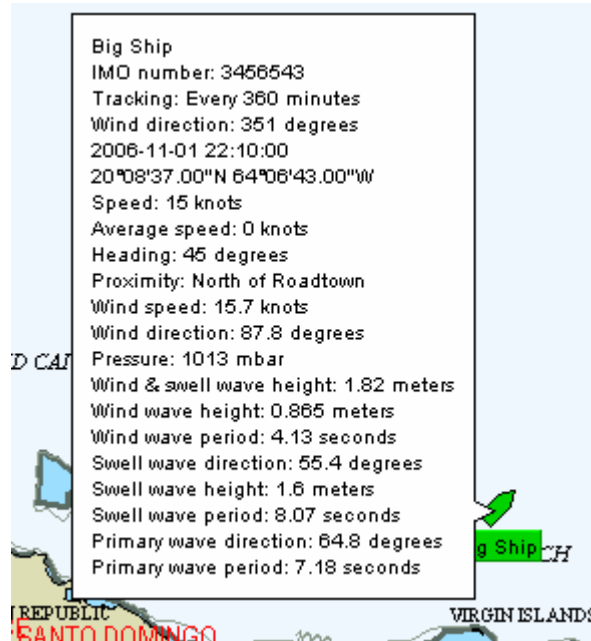 Big Ship
IMO number: 3456543
Tracking: Every 360 minutes
Wind direction: 351 degrees
2006-11-01 22:10:00
20º08'37.00"N 64º06'43.00"W
Speed: 15 knots
Average speed: 0 knots
Heading: 45 degrees
Proximity: North of Roadtown
Wind speed: 15.7 knots
Wind direction: 87.8 degrees
Pressure: 1013 mbar
D CAI
Wind & swell wave height: 1.82 meters
Wind wave height: 0.865 meters
Wind wave period: 4.13 seconds
Swell wave direction: 55.4 degrees
Swell wave height: 1.6 meters
Swell wave period: 8.07 seconds
Primary wave direction: 64.8 degrees
g Ship CH
Primary wave period: 7.18 seconds
REPUBLIC
VIRGIN ISLANDS
SANTO DOMINGO